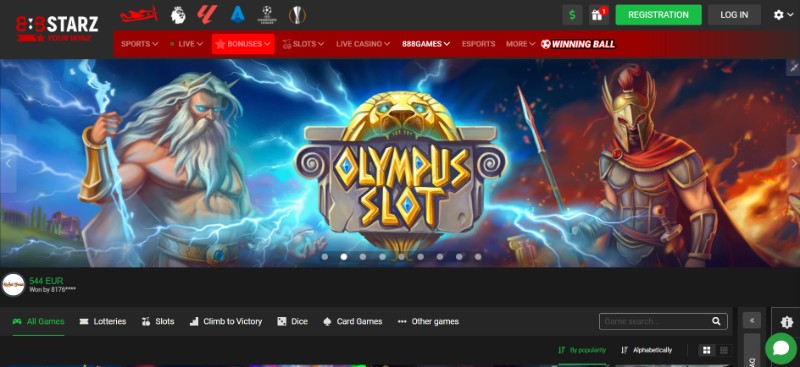 888STARZ
$
1
REGISTRATION
LOG IN
SPORTS
LIVE
BONUSES
SLOTS
LIVE CASINO
888GAMES
ESPORTS
MORE
WINNING BALL
OLYMPUS
SLOT
544 EUR
Won by 8176****
All Games
Lotteries
Slots
Climb to Victory
Dice
Card Games
Other games
Game search...
By popularity
Alphabetically